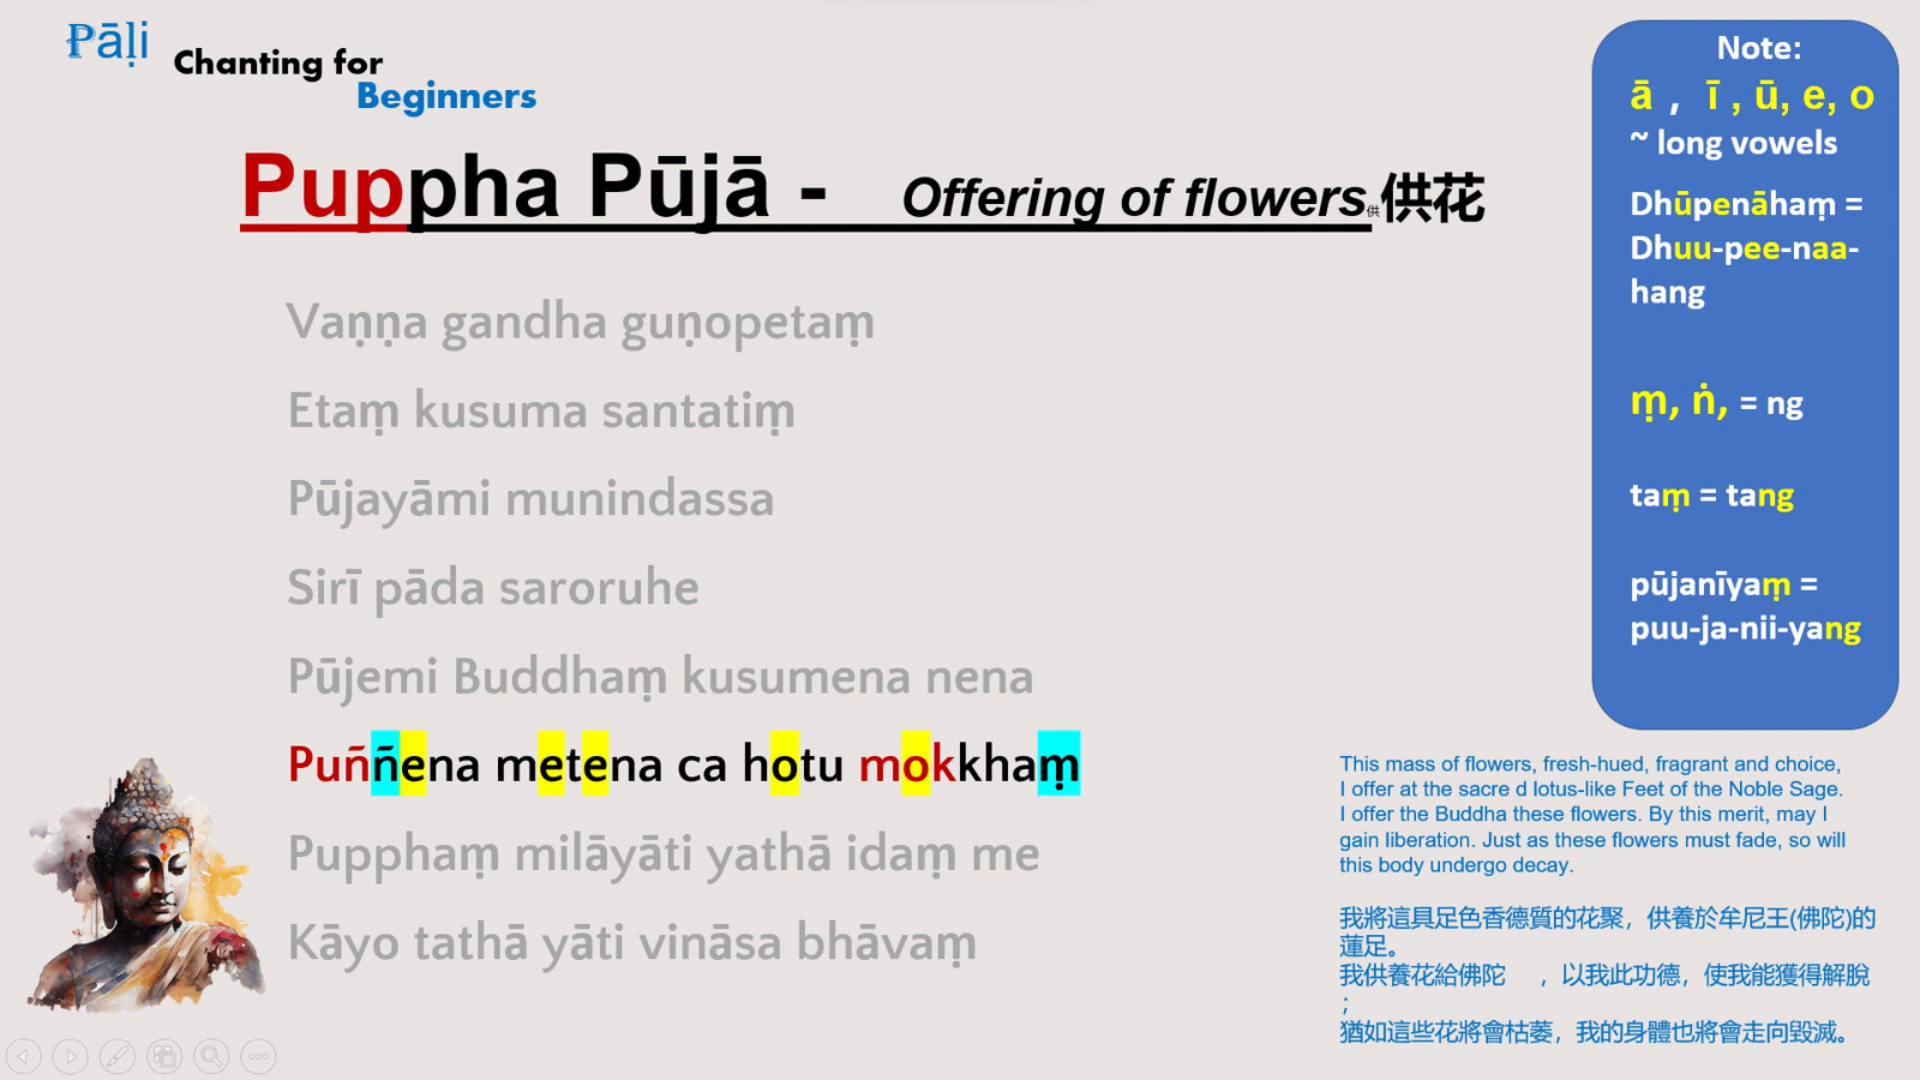 Pāḷi
Chanting for
Beginners
Puppha Pūjā - Offering of flowers供供花
Vaṇṇa gandha guṇopetaṃ
Etaṃ kusuma santatiṃ
Pūjayāmi munindassa
Sirī pāda saroruhe
Pūjemi Buddhaṃ kusumena nena
Puññena metena ca hotu mokkhaṃ
Pupphaṃ milāyāti yathā idaṃ me
Kāyo tathā yāti vināsa bhāvaṃ
Note:
ā , ī , ū, e, o
~ long vowels
Dhūpenāhaṃ =
Dhuu-pee-naa-
hang
ṃ, ṅ, = ng
taṃ = tang
pūjanīyaṃ =
puu-ja-nii-yang
This mass of flowers, fresh-hued, fragrant and choice,
I offer at the sacre d lotus-like Feet of the Noble Sage.
I offer the Buddha these flowers. By this merit, may I
gain liberation. Just as these flowers must fade, so will
this body undergo decay.
我將這具足色香德質的花聚，供養於牟尼王(佛陀)的
蓮足。
我供養花給佛陀 ，以我此功德，使我能獲得解脫
；
猶如這些花將會枯萎，我的身體也將會走向毀滅。